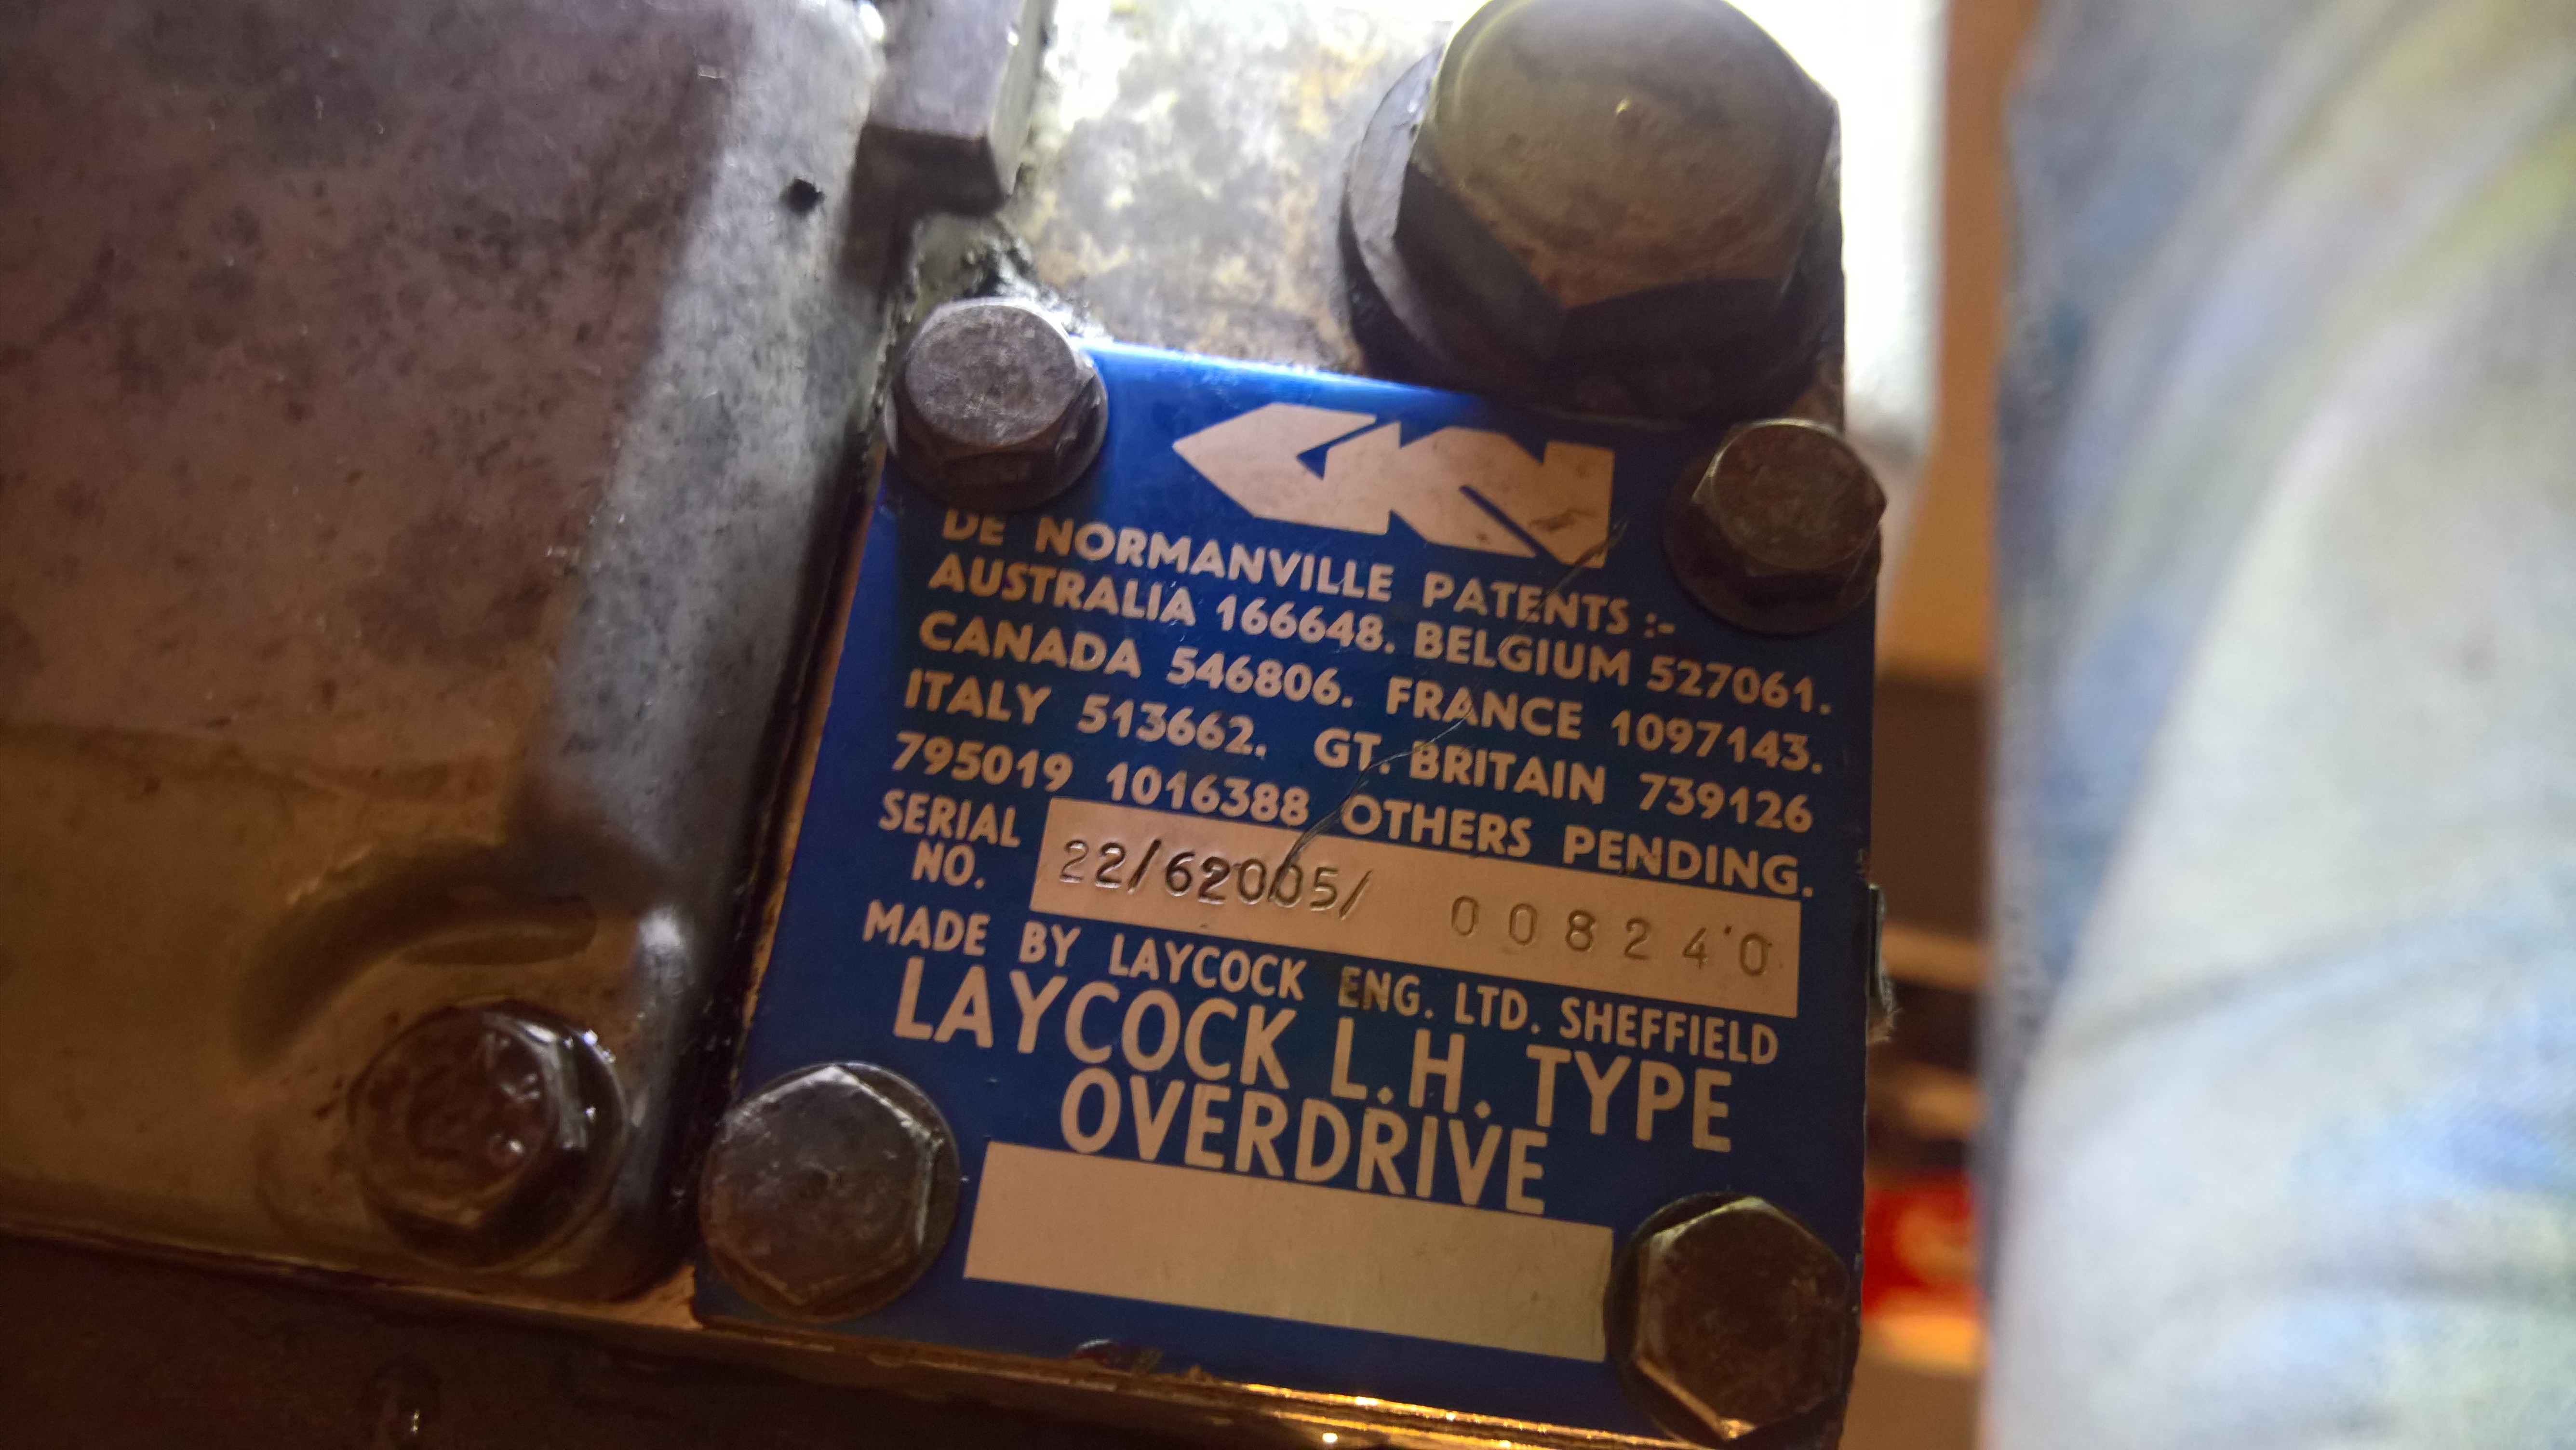 GKN
DE NORMANVILLE PATENTS :-
AUSTRALIA 166648. BELGIUM 527061.
CANADA 546806. FRANCE 1097143.
ITALY 513662. GT. BRITAIN 739126
795019 1016388 OTHERS PENDING.
SERIAL NO. 22/62005/ 008240
MADE BY LAYCOCK ENG. LTD. SHEFFIELD
LAYCOCK L.H. TYPE
OVERDRIVE